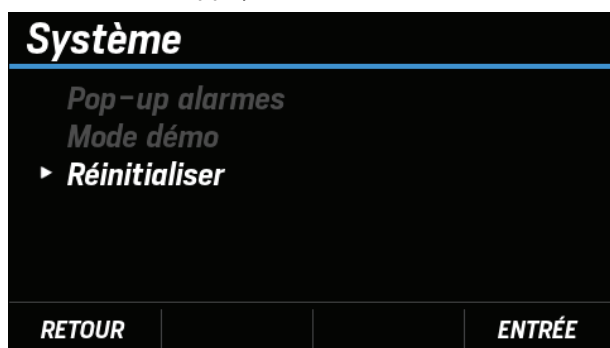 Système
Pop-up alarmes
Mode démo
Réinitialiser
RETOUR
ENTRÉE